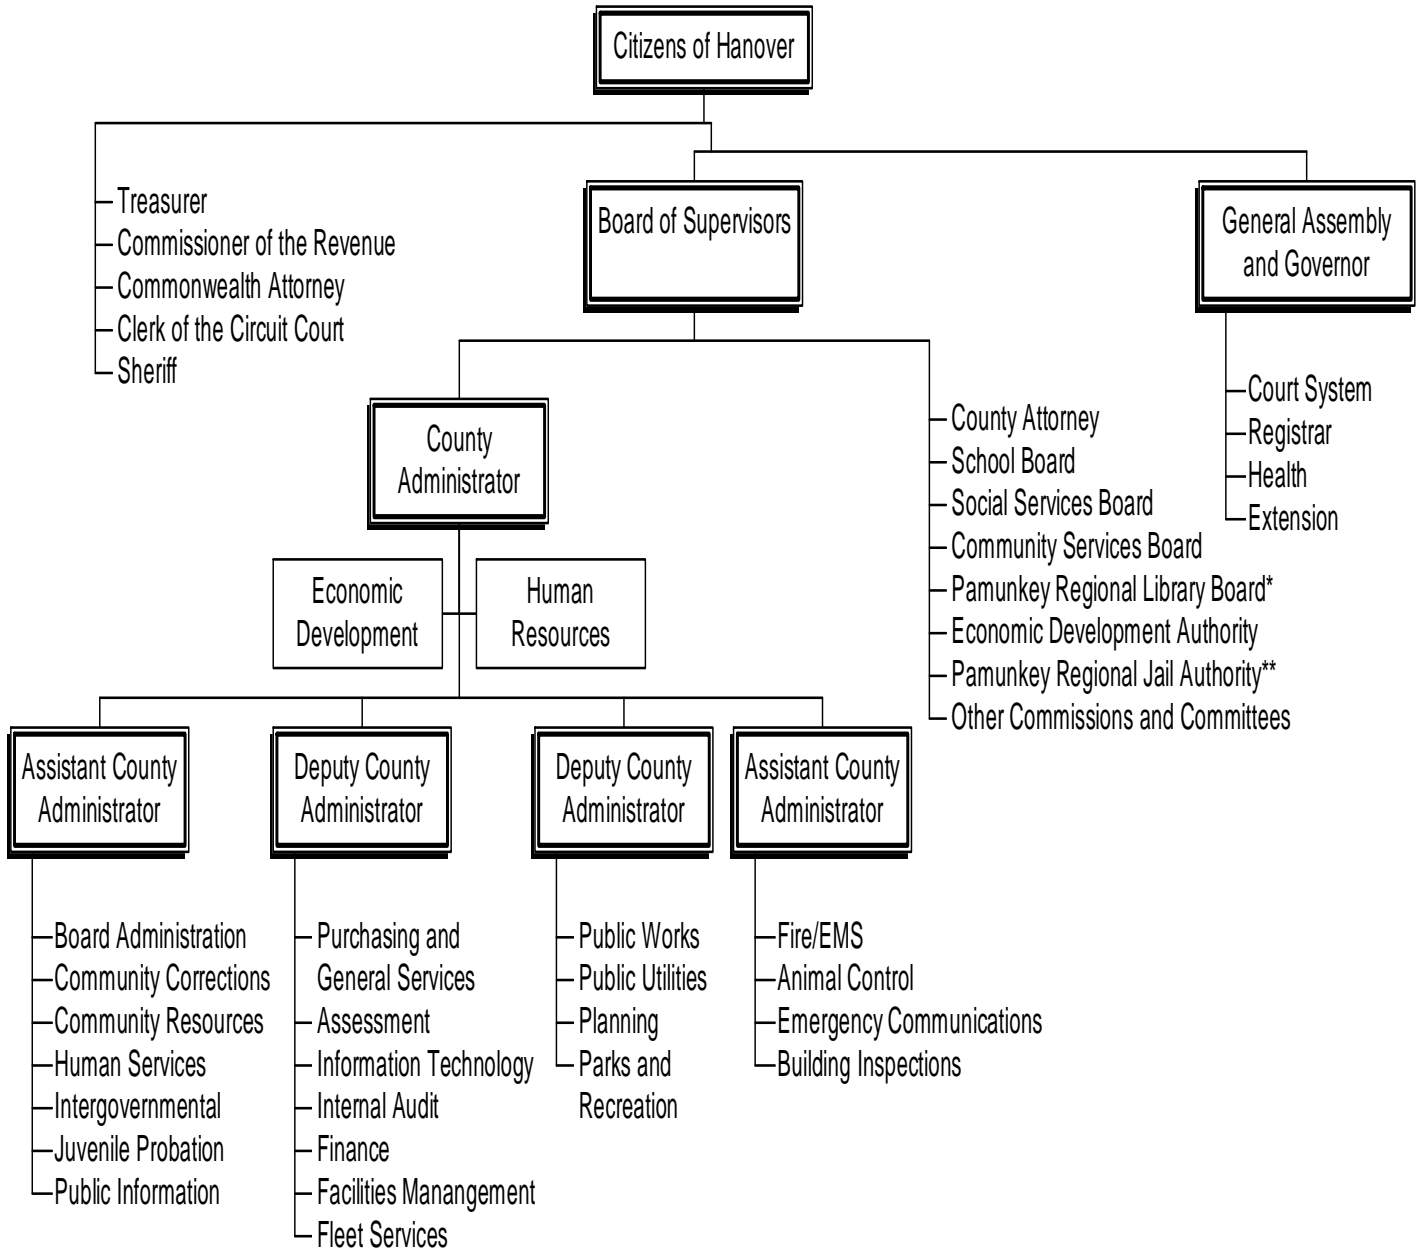 Citizens of Hanover
Treasurer
Commissioner of the Revenue
Commonwealth Attorney
Clerk of the Circuit Court
Sheriff
Board of Supervisors
General Assembly
and Governor
Court System
Registrar
Health
Extension
County
Administrator
County Attorney
School Board
Social Services Board
Community Services Board
Pamunkey Regional Library Board*
Economic Development Authority
Pamunkey Regional Jail Authority**
Other Commissions and Committees
Economic
Development
Human
Resources
Assistant County
Administrator
Board Administration
Community Corrections
Community Resources
Human Services
Intergovernmental
Juvenile Probation
Public Information
Deputy County
Administrator
Purchasing and
General Services
Assessment
Information Technology
Internal Audit
Finance
Facilities Manangement
Fleet Services
Deputy County
Administrator
Public Works
Public Utilities
Planning
Parks and
Recreation
Assistant County
Administrator
Fire/EMS
Animal Control
Emergency Communications
Building Inspections